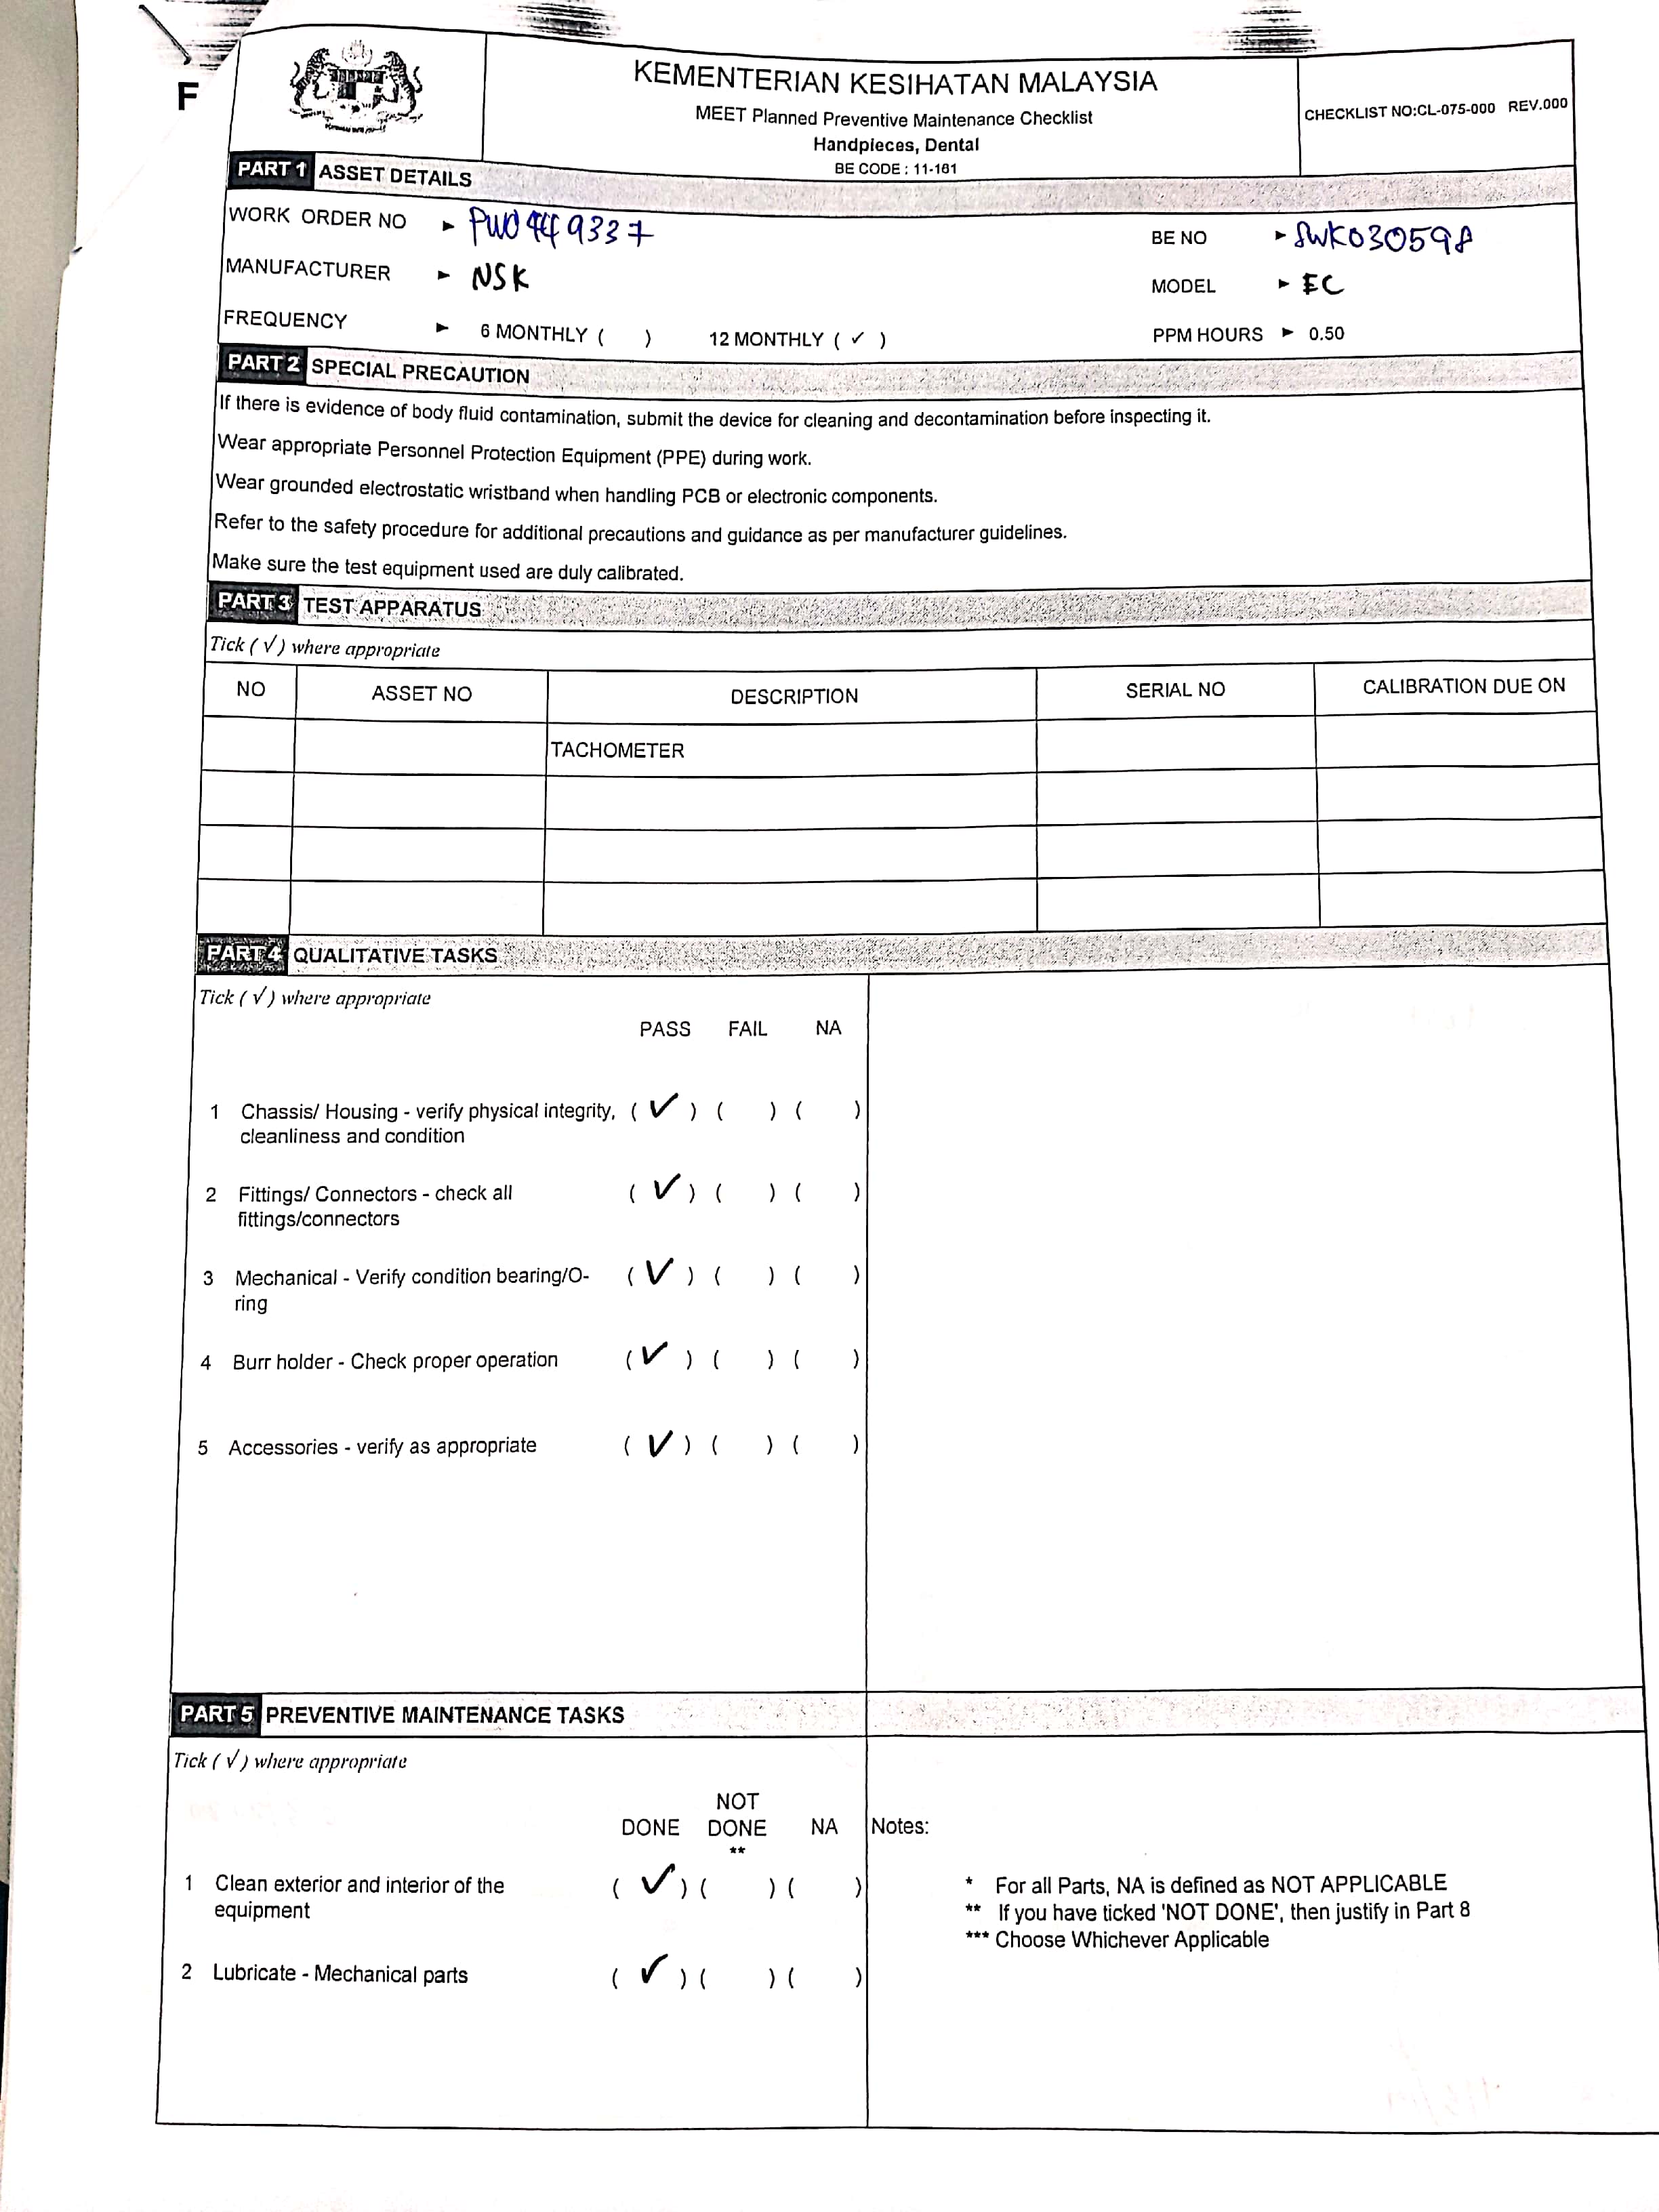 F
KEMENTERIAN KESIHATAN MALAYSIA
MEET Planned Preventive Maintenance Checklist
Handpieces, Dental
BE CODE : 11-161
CHECKLIST NO:CL-075-000 REV.000
PART 1 ASSET DETAILS
WORK ORDER NO ► PWO449337
BE NO ► SWK030598
MANUFACTURER ► NSK
MODEL ► EC
FREQUENCY ► 6 MONTHLY ( ) 12 MONTHLY ( ✓ )
PPM HOURS ► 0.50
PART 2 SPECIAL PRECAUTION
If there is evidence of body fluid contamination, submit the device for cleaning and decontamination before inspecting it.
Wear appropriate Personnel Protection Equipment (PPE) during work.
Wear grounded electrostatic wristband when handling PCB or electronic components.
Refer to the safety procedure for additional precautions and guidance as per manufacturer guidelines.
Make sure the test equipment used are duly calibrated.
PART 3 TEST APPARATUS
Tick ( √ ) where appropriate
NO ASSET NO DESCRIPTION SERIAL NO CALIBRATION DUE ON
TACHOMETER
PART 4 QUALITATIVE TASKS
Tick ( √ ) where appropriate
PASS FAIL NA
1 Chassis/ Housing - verify physical integrity, ( ✓ ) ( ) ( )
cleanliness and condition
2 Fittings/ Connectors - check all ( ✓ ) ( ) ( )
fittings/connectors
3 Mechanical - Verify condition bearing/O- ( ✓ ) ( ) ( )
ring
4 Burr holder - Check proper operation ( ✓ ) ( ) ( )
5 Accessories - verify as appropriate ( ✓ ) ( ) ( )
PART 5 PREVENTIVE MAINTENANCE TASKS
Tick ( √ ) where appropriate
NOT
DONE DONE NA
**
1 Clean exterior and interior of the ( ✓ ) ( ) ( )
equipment
2 Lubricate - Mechanical parts ( ✓ ) ( ) ( )
Notes:
* For all Parts, NA is defined as NOT APPLICABLE
** If you have ticked 'NOT DONE', then justify in Part 8
*** Choose Whichever Applicable